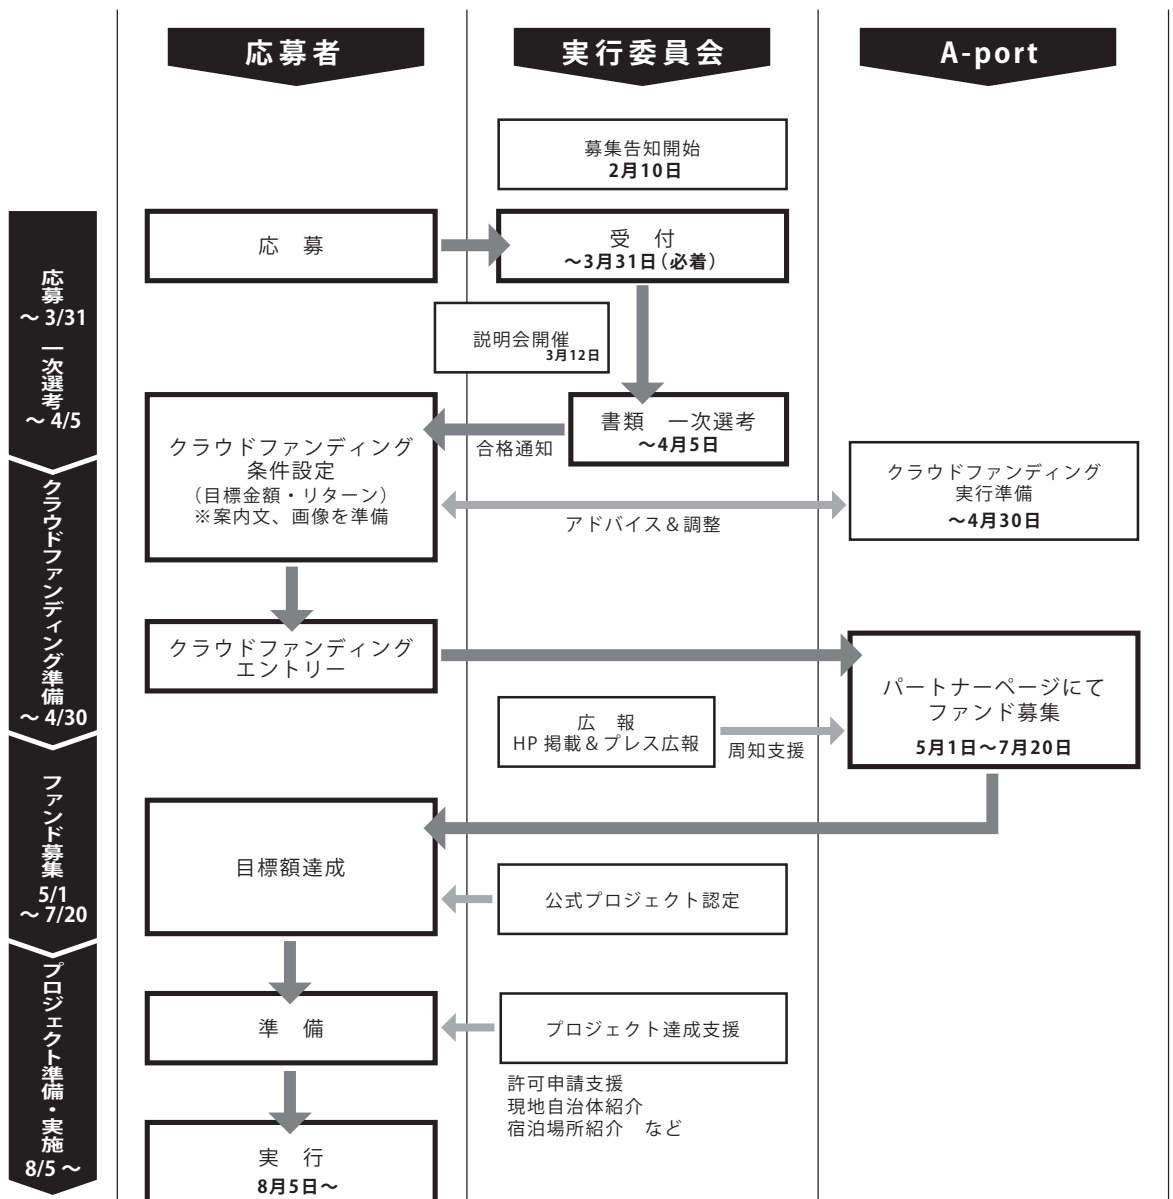 応募者
実行委員会
A-port
募集告知開始
2月10日
応　募
受　付
～3月31日（必着）
説明会開催
3月12日
書類　一次選考
～4月5日
合格通知
クラウドファンディング
条件設定
（目標金額・リターン）
※案内文、画像を準備
アドバイス＆調整
クラウドファンディング
実行準備
～4月30日
クラウドファンディング
エントリー
パートナーページにて
ファンド募集
5月1日～7月20日
広　報
HP 掲載＆プレス広報
周知支援
目標額達成
公式プロジェクト認定
準　備
プロジェクト達成支援
許可申請支援
現地自治体紹介
宿泊場所紹介　など
実　行
8月5日～
応募
～ 3/31
一次選考
～ 4/5
クラウドファンディング準備
～ 4/30
ファンド募集
5/1
～ 7/20
プロジェクト準備・実施
8/5 ～